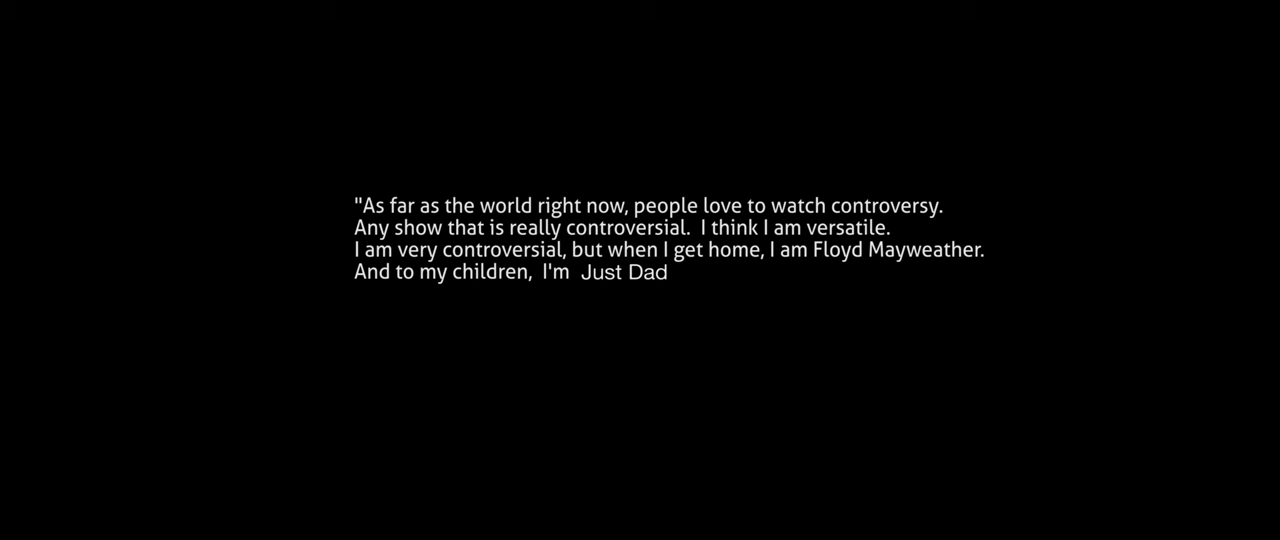 "As far as the world right now, people love to watch controversy.
Any show that is really controversial.  I think I am versatile.
I am very controversial, but when I get home, I am Floyd Mayweather.
And to my children,  I'm  Just Dad